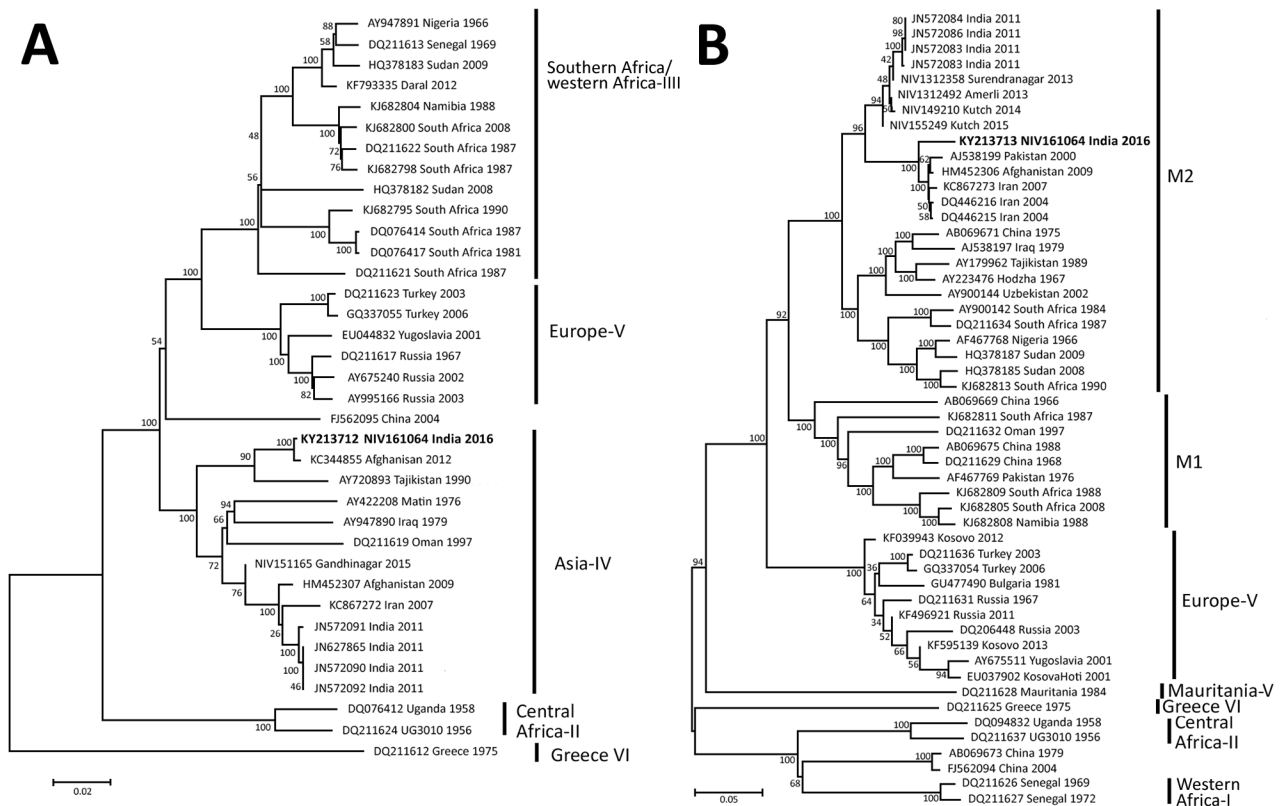 A
88
AY947891 Nigeria 1966
58
DQ211613 Senegal 1969
100
HQ378183 Sudan 2009
KF793335 Daral 2012
100
KJ682804 Namibia 1988
100
KJ682800 South Africa 2008
72
DQ211622 South Africa 1987
76
KJ682798 South Africa 1987
48
56
HQ378182 Sudan 2008
KJ682795 South Africa 1990
100
DQ076414 South Africa 1987
100
DQ076417 South Africa 1981
100
DQ211621 South Africa 1987
Southern Africa/
western Africa-IIII
100
100
DQ211623 Turkey 2003
GQ337055 Turkey 2006
100
EU044832 Yugoslavia 2001
100
DQ211617 Russia 1967
100
AY675240 Russia 2002
82
AY995166 Russia 2003
Europe-V
54
FJ562095 China 2004
100
100
KY213712 NIV161064 India 2016
90
KC344855 Afghanisan 2012
AY720893 Tajikistan 1990
100
94
AY422208 Matin 1976
66
AY947890 Iraq 1979
DQ211619 Oman 1997
72
NIV151165 Gandhinagar 2015
76
HM452307 Afghanistan 2009
100
KC867272 Iran 2007
26
JN572091 India 2011
100
JN627865 India 2011
100
JN572090 India 2011
46
JN572092 India 2011
Asia-IV
DQ076412 Uganda 1958
100
DQ211624 UG3010 1956
Central
Africa-II
DQ211612 Greece 1975
Greece VI
0.02
B
80
JN572084 India 2011
98
JN572086 India 2011
100
JN572083 India 2011
42
JN572083 India 2011
48
NIV1312358 Surendranagar 2013
94
NIV1312492 Amerli 2013
50
NIV149210 Kutch 2014
96
NIV155249 Kutch 2015
KY213713 NIV161064 India 2016
62
AJ538199 Pakistan 2000
100
HM452306 Afghanistan 2009
100
KC867273 Iran 2007
50
DQ446216 Iran 2004
58
DQ446215 Iran 2004
100
100
AB069671 China 1975
100
AJ538197 Iraq 1979
AY179962 Tajikistan 1989
100
100
AY223476 Hodzha 1967
AY900144 Uzbekistan 2002
100
AY900142 South Africa 1984
100
DQ211634 South Africa 1987
100
AF467768 Nigeria 1966
100
HQ378187 Sudan 2009
100
HQ378185 Sudan 2008
100
KJ682813 South Africa 1990
M2
92
AB069669 China 1966
100
KJ682811 South Africa 1987
100
DQ211632 Oman 1997
96
AB069675 China 1988
100
100
DQ211629 China 1968
AF467769 Pakistan 1976
100
KJ682809 South Africa 1988
100
KJ682805 South Africa 2008
100
KJ682808 Namibia 1988
M1
100
KF039943 Kosovo 2012
100
DQ211636 Turkey 2003
36
GQ337054 Turkey 2006
100
GU477490 Bulgaria 1981
64
DQ211631 Russia 1967
34
KF496921 Russia 2011
52
DQ206448 Russia 2003
66
KF595139 Kosovo 2013
56
AY675511 Yugoslavia 2001
94
EU037902 KosovaHoti 2001
Europe-V
94
DQ211628 Mauritania 1984
Mauritania-V
DQ211625 Greece 1975
Greece VI
DQ094832 Uganda 1958
100
DQ211637 UG3010 1956
Central
Africa-II
100
AB069673 China 1979
100
FJ562094 China 2004
68
DQ211626 Senegal 1969
100
DQ211627 Senegal 1972
Western
Africa-I
0.05